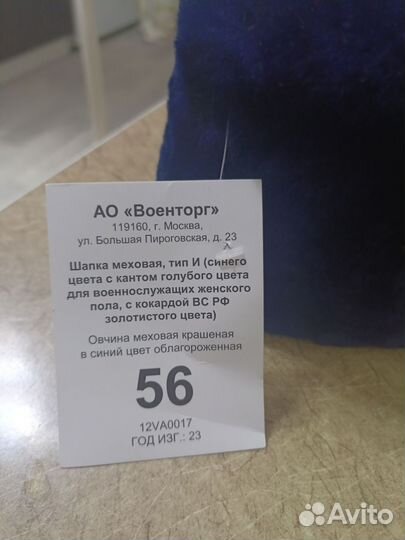 АО «Военторг»
119160, г. Москва,
ул. Большая Пироговская, д. 23
Шапка меховая, тип И (синего
цвета с кантом голубого цвета
для военнослужащих женского
пола, с кокардой ВС РФ
золотистого цвета)
Овчина меховая крашеная
в синий цвет облагороженная
56
12VA0017
ГОД ИЗГ.: 23
Avito